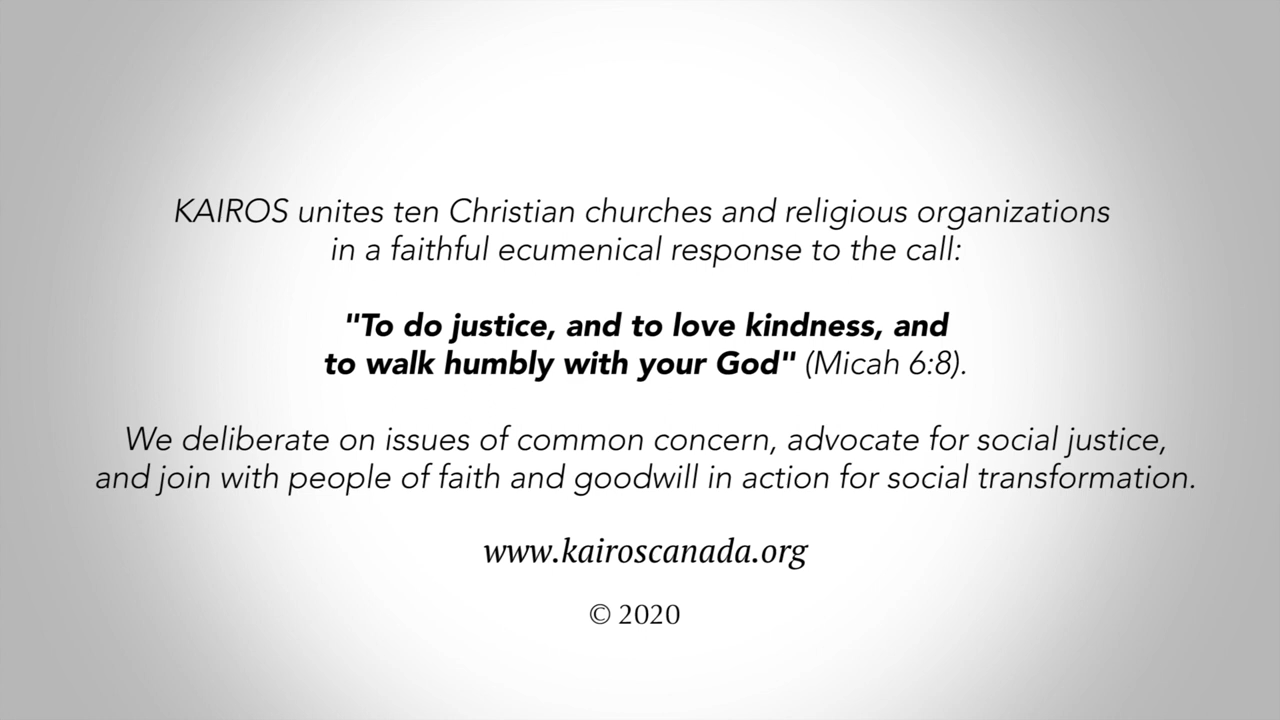 KAIROS unites ten Christian churches and religious organizations
in a faithful ecumenical response to the call:
"To do justice, and to love kindness, and
to walk humbly with your God" (Micah 6:8).
We deliberate on issues of common concern, advocate for social justice,
and join with people of faith and goodwill in action for social transformation.
www.kairoscanada.org
© 2020